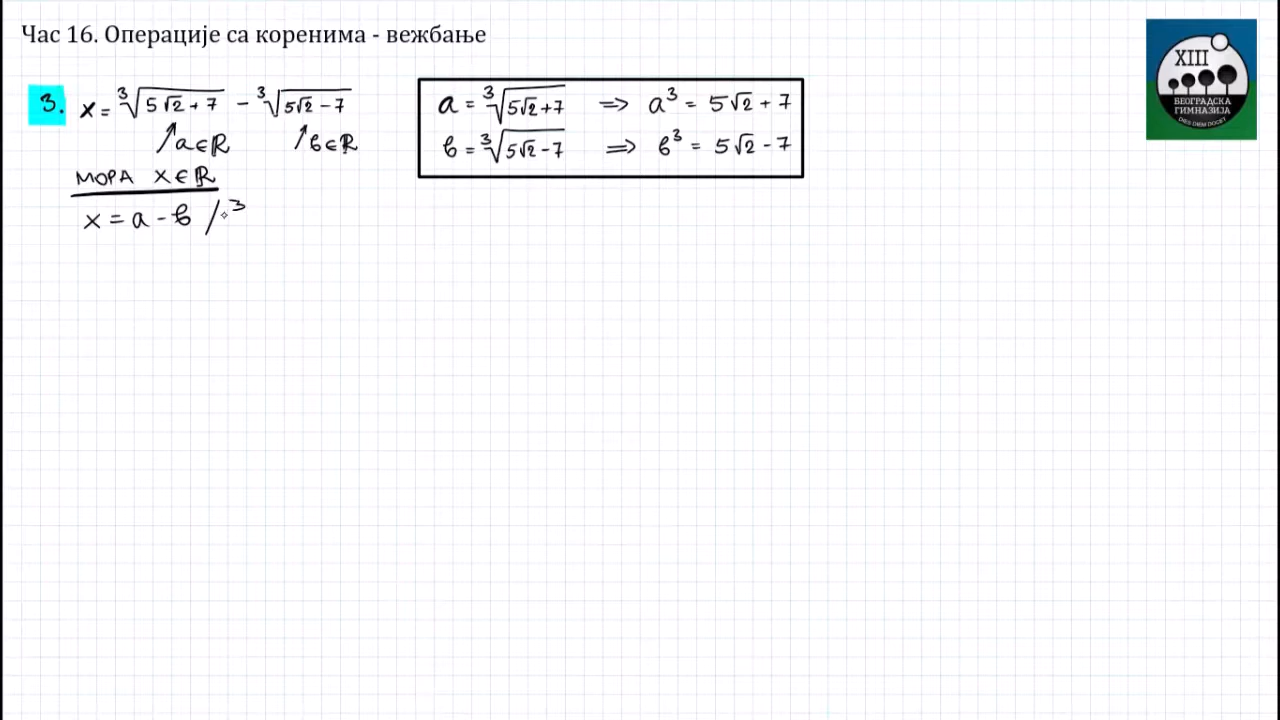 Час 16. Операције са коренима - вежбање
XIII
БЕОГРАДСКА
ГИМНАЗИЈА
3. x = ∛(5√2 + 7) - ∛(5√2 - 7)
a∈ℝ b∈ℝ
МОРА x∈ℝ
x = a - b /·³
a = ∛(5√2+7) ⇒ a³ = 5√2 + 7
b = ∛(5√2-7) ⇒ b³ = 5√2 - 7